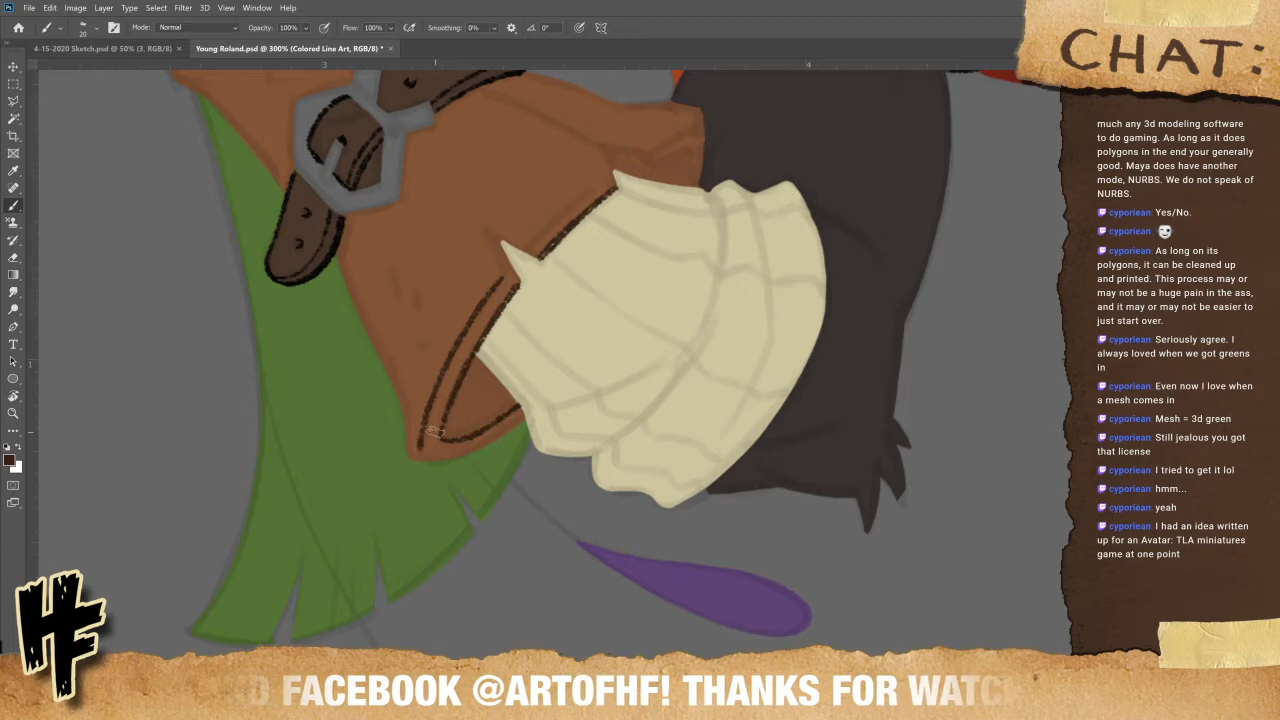 File Edit Image Layer Type Select Filter 3D View Window Help
20 Mode: Normal Opacity: 100% Flow: 100% Smoothing: 0% 0°
4-15-2020 Sketch.psd @ 50% (3, RGB/8) × Young Roland.psd @ 300% (Colored Line Art, RGB/8) * ×
3 4
1
CHAT:
much any 3d modeling software
to do gaming. As long as it does
polygons in the end your generally
good. Maya does have another
mode, NURBS. We do not speak of
NURBS.
cyporiean: Yes/No.
cyporiean:
cyporiean: As long on its
polygons, it can be cleaned up
and printed. This process may or
may not be a huge pain in the ass,
and it may or may not be easier to
just start over.
cyporiean: Seriously agree. I
always loved when we got greens
in
cyporiean: Even now I love when
a mesh comes in
cyporiean: Mesh = 3d green
cyporiean: Still jealous you got
that license
cyporiean: I tried to get it lol
cyporiean: hmm...
cyporiean: yeah
cyporiean: I had an idea written
up for an Avatar: TLA miniatures
game at one point
HF
D FACEBOOK @ARTOFHF! THANKS FOR WATC